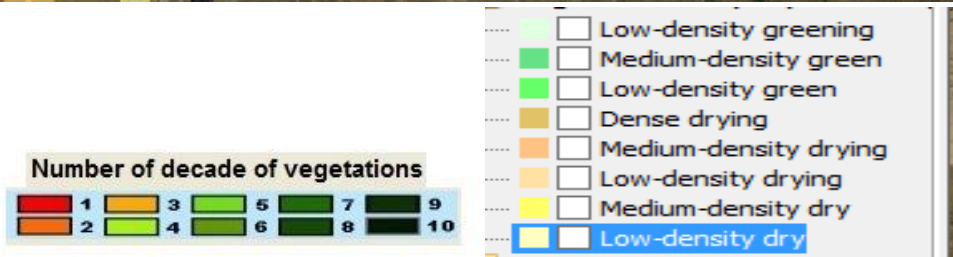 Number of decade of vegetations
1 3 5 7 9
2 4 6 8 10
Low-density greening
Medium-density green
Low-density green
Dense drying
Medium-density drying
Low-density drying
Medium-density dry
Low-density dry